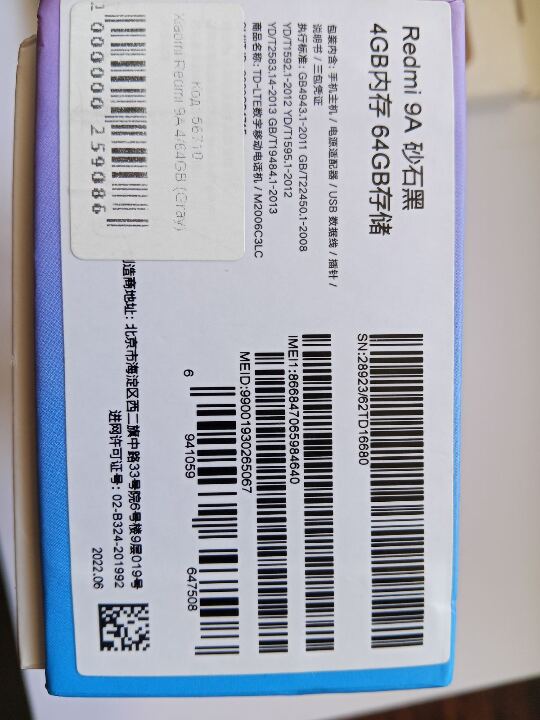 Redmi 9A 砂石黑
4GB内存 64GB存储
包装内含: 手机主机 / 电源适配器 / USB 数据线 / 插针 /
说明书 / 三包凭证
执行标准: GB4943.1-2011 GB/T22450.1-2008
YD/T1592.1-2012 YD/T1595.1-2012
YD/T2583.14-2013 GB/T19484.1-2013
商品名称: TD-LTE数字移动电话机 / M2006C3LC
SN:28923/62TD16680
IMEI1:866847065984640
MEID:99001930265067
6 941059 647508
造商地址: 北京市海淀区西二旗中路33号院6号楼9层019号
进网许可证号: 02-B324-201992
2022.06
Код: 56710
Xiaomi Redmi 9A 4/64GB (Gray)
000000 259086